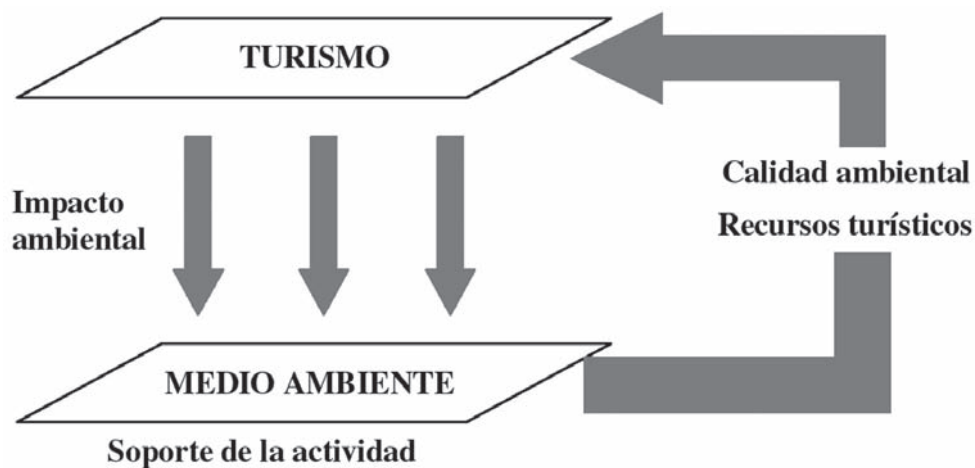 TURISMO
Impacto
ambiental
Calidad ambiental
Recursos turísticos
MEDIO AMBIENTE
Soporte de la actividad